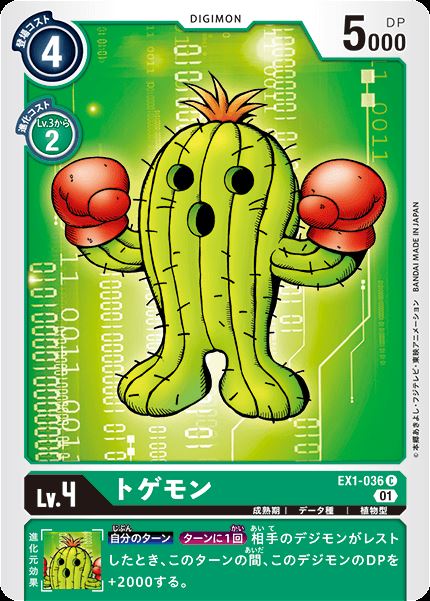 DIGIMON
登場コスト
4
DP
5000
進化コスト
Lv.3から
2
©本郷あきよし・フジテレビ・東映アニメーション BANDAI MADE IN JAPAN
EX1-036 C
01
Lv.4
トゲモン
成熟期 | データ種 | 植物型
進化元効果
自分のターン ターンに1回 相手のデジモンがレスト
したとき、このターンの間、このデジモンのDPを
+2000する。